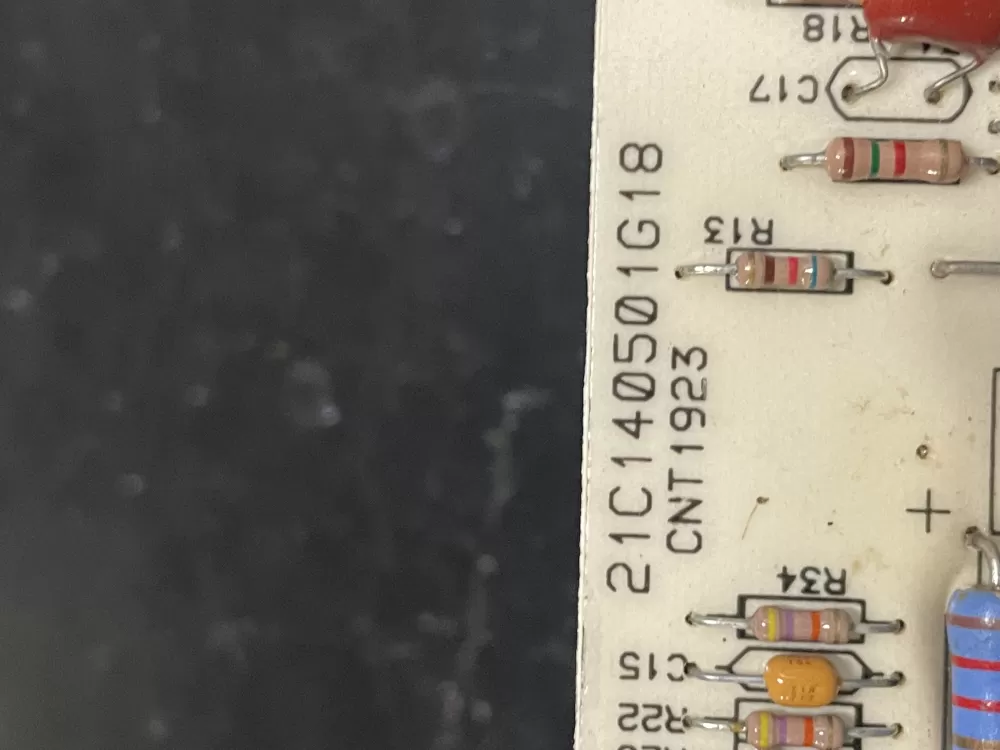 R18
C17
R13
21C140501G18
CNT1923
+
R34
C15
R22